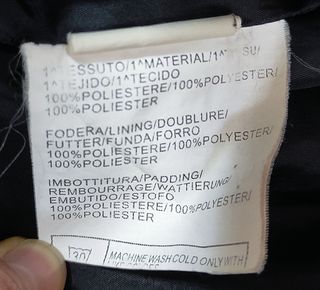 1^TESSUTO/1^MATERIAL/1^
1^TEJIDO/1^TECIDO
100%POLIESTERE/100%POLYESTER/
100%POLIESTER
FODERA/LINING/DOUBLURE/
FUTTER/FUNDA/FORRO
100%POLIESTERE/100%POLYESTER/
100%POLIESTER
IMBOTTITURA/PADDING/
REMBOURRAGE/WATTIERUNG/
EMBUTIDO/ESTOFO
100%POLIESTERE/100%POLYESTER/
100%POLIESTER
30 MACHINE WASH COLD ONLY WITH